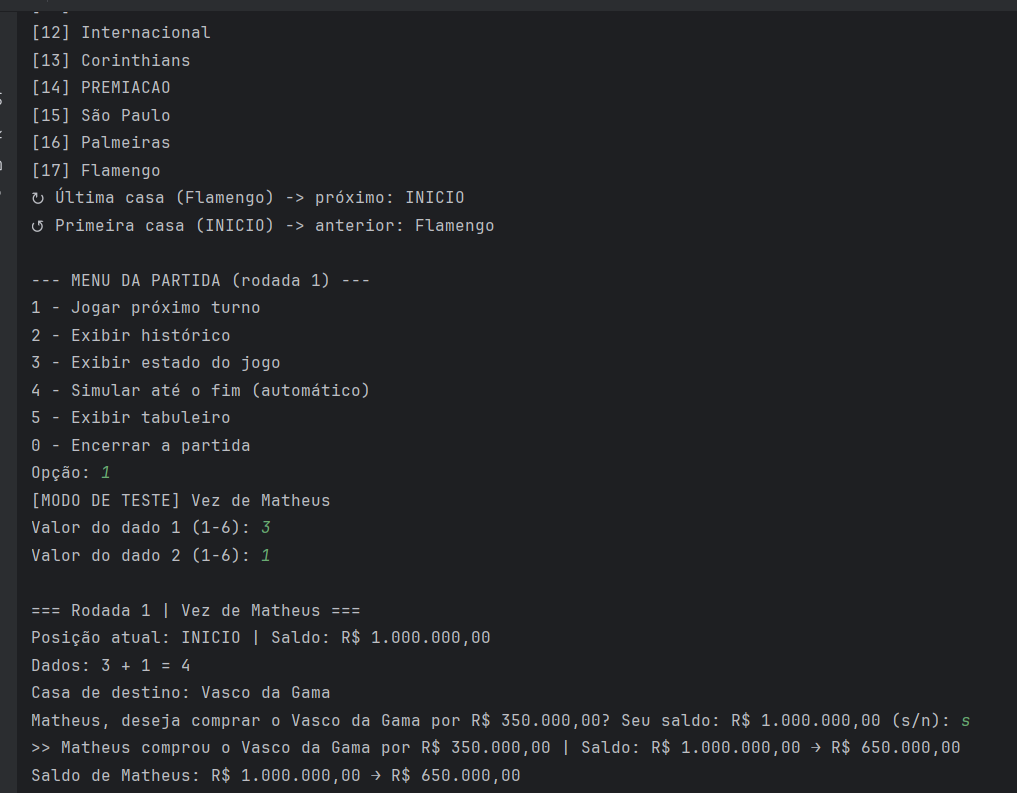 [12] Internacional
[13] Corinthians
[14] PREMIACAO
[15] São Paulo
[16] Palmeiras
[17] Flamengo
↻ Última casa (Flamengo) -> próximo: INICIO
↺ Primeira casa (INICIO) -> anterior: Flamengo
--- MENU DA PARTIDA (rodada 1) ---
1 - Jogar próximo turno
2 - Exibir histórico
3 - Exibir estado do jogo
4 - Simular até o fim (automático)
5 - Exibir tabuleiro
0 - Encerrar a partida
Opção: 1
[MODO DE TESTE] Vez de Matheus
Valor do dado 1 (1-6): 3
Valor do dado 2 (1-6): 1
=== Rodada 1 | Vez de Matheus ===
Posição atual: INICIO | Saldo: R$ 1.000.000,00
Dados: 3 + 1 = 4
Casa de destino: Vasco da Gama
Matheus, deseja comprar o Vasco da Gama por R$ 350.000,00? Seu saldo: R$ 1.000.000,00 (s/n): s
>> Matheus comprou o Vasco da Gama por R$ 350.000,00 | Saldo: R$ 1.000.000,00 → R$ 650.000,00
Saldo de Matheus: R$ 1.000.000,00 → R$ 650.000,00